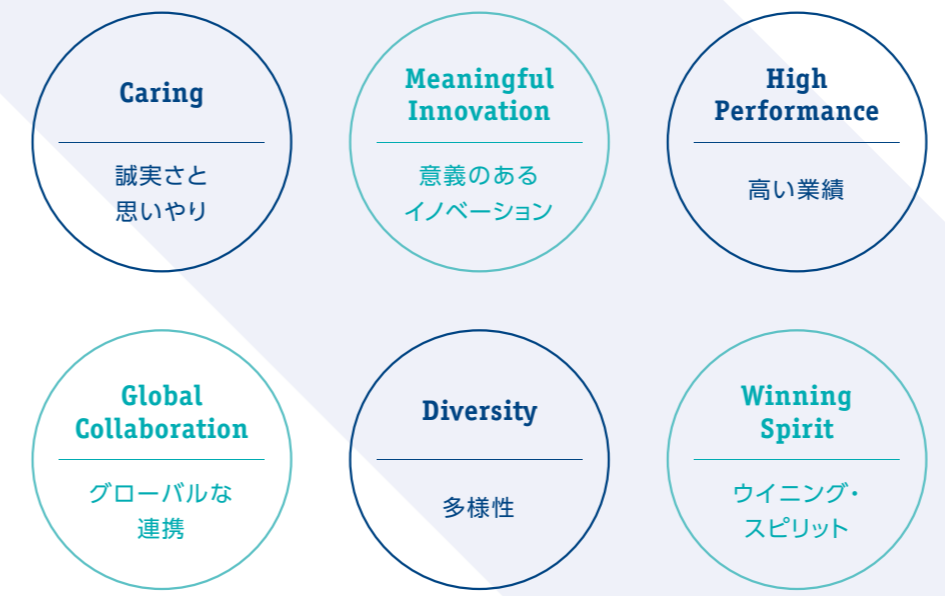 Caring
誠実さと
思いやり
Meaningful
Innovation
意義のある
イノベーション
High
Performance
高い業績
Global
Collaboration
グローバルな
連携
Diversity
多様性
Winning
Spirit
ウイニング・
スピリット